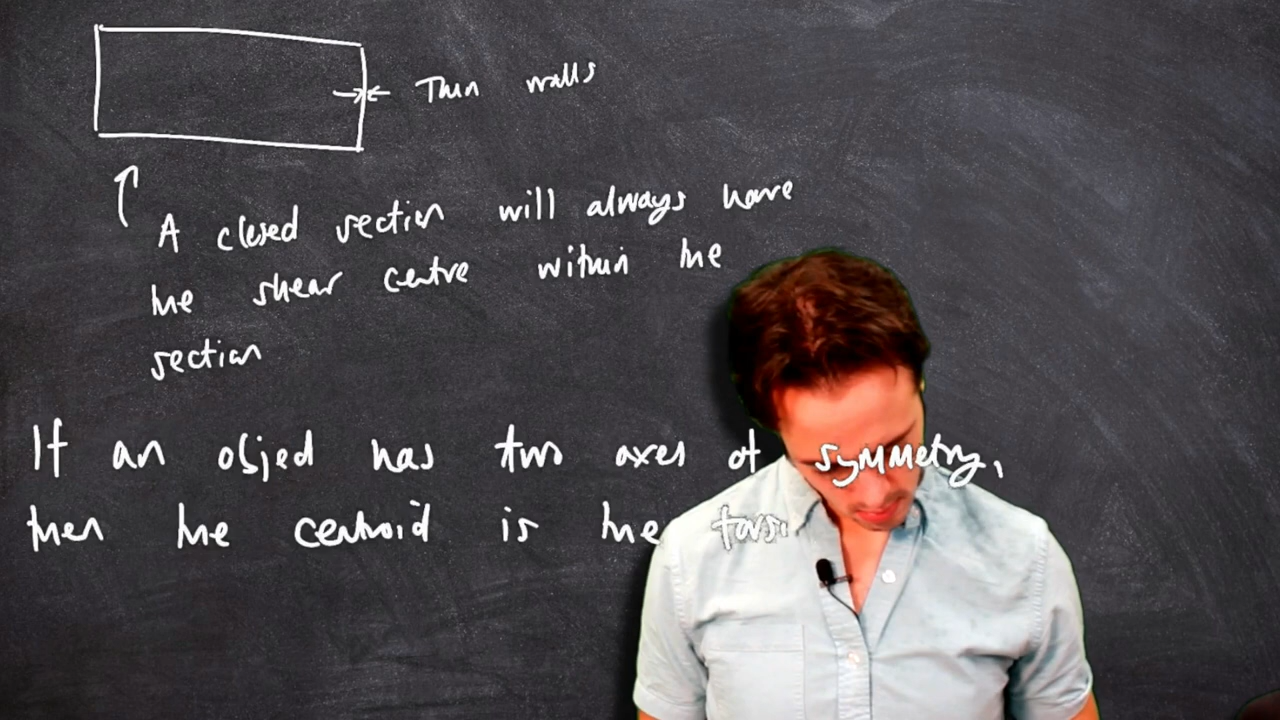 Thin walls
A closed section will always have
the shear centre within the
section
If an object has two axes of symmetry,
then the centroid is the torsi